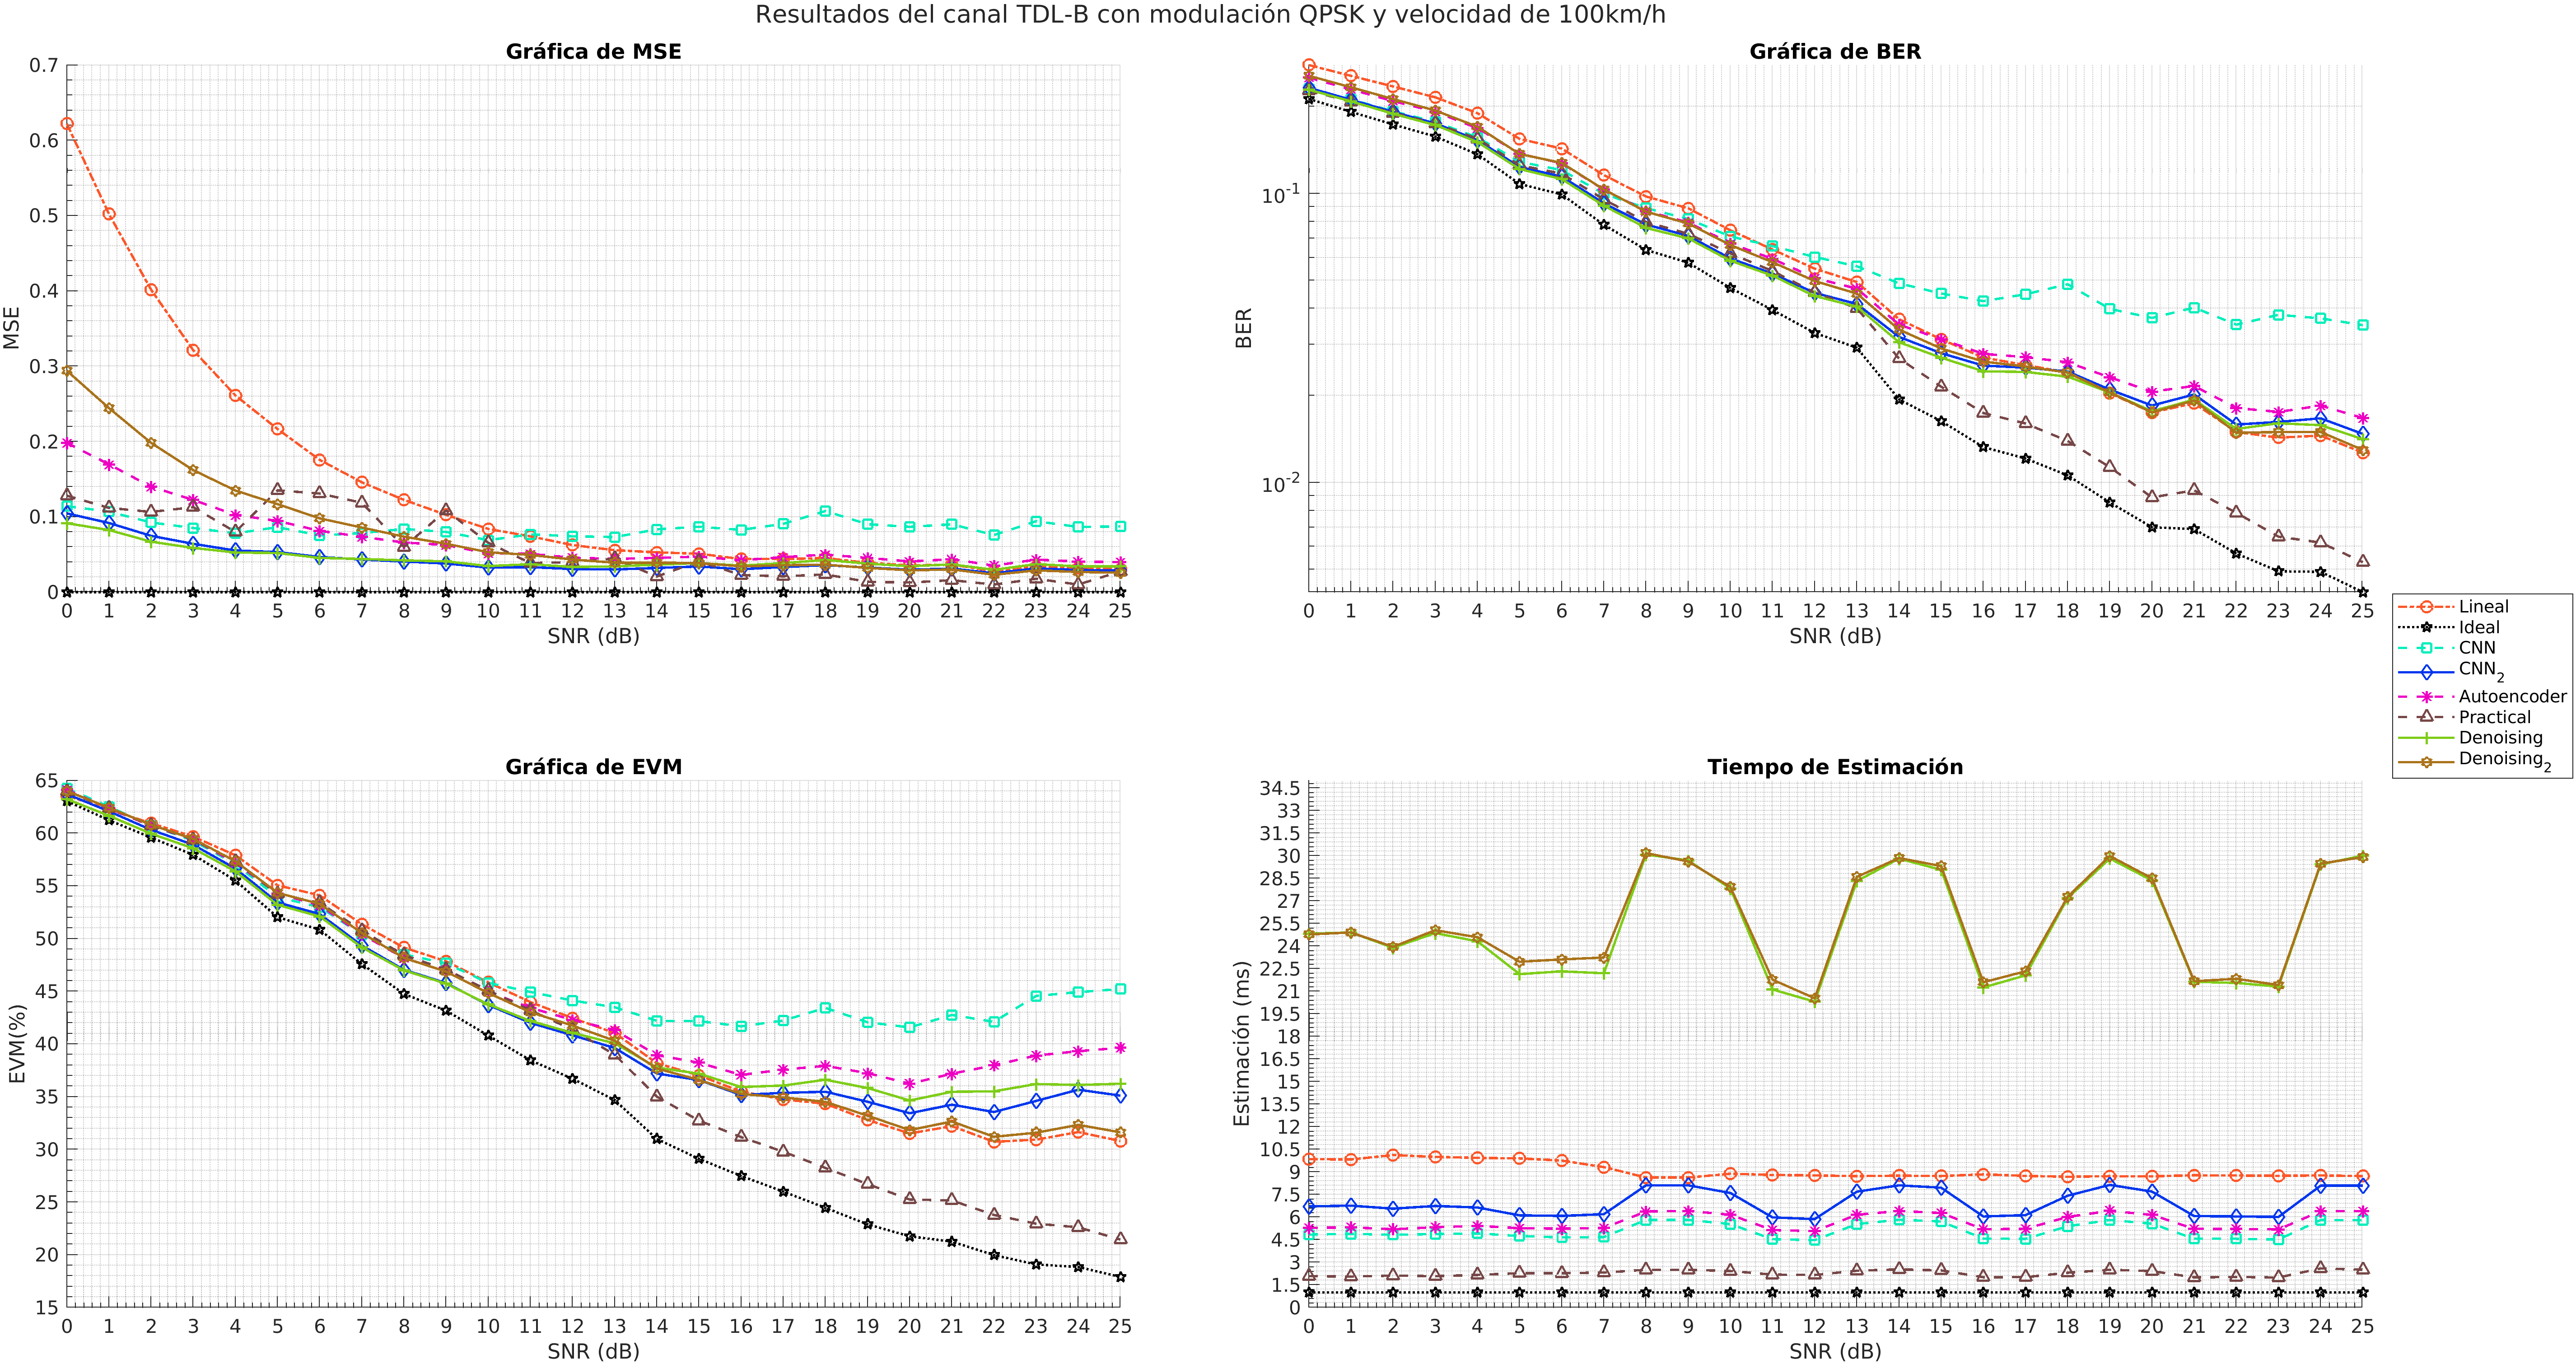 Resultados del canal TDL-B con modulación QPSK y velocidad de 100km/h
Gráfica de MSE
0.7
0.6
0.5
0.4
0.3
0.2
0.1
0
MSE
0 1 2 3 4 5 6 7 8 9 10 11 12 13 14 15 16 17 18 19 20 21 22 23 24 25
SNR (dB)
Gráfica de BER
10-1
10-2
BER
0 1 2 3 4 5 6 7 8 9 10 11 12 13 14 15 16 17 18 19 20 21 22 23 24 25
SNR (dB)
Lineal
Ideal
CNN
CNN2
Autoencoder
Practical
Denoising
Denoising2
Gráfica de EVM
65
60
55
50
45
40
35
30
25
20
15
EVM(%)
0 1 2 3 4 5 6 7 8 9 10 11 12 13 14 15 16 17 18 19 20 21 22 23 24 25
SNR (dB)
Tiempo de Estimación
34.5
33
31.5
30
28.5
27
25.5
24
22.5
21
19.5
18
16.5
15
13.5
12
10.5
9
7.5
6
4.5
3
1.5
0
Estimación (ms)
0 1 2 3 4 5 6 7 8 9 10 11 12 13 14 15 16 17 18 19 20 21 22 23 24 25
SNR (dB)